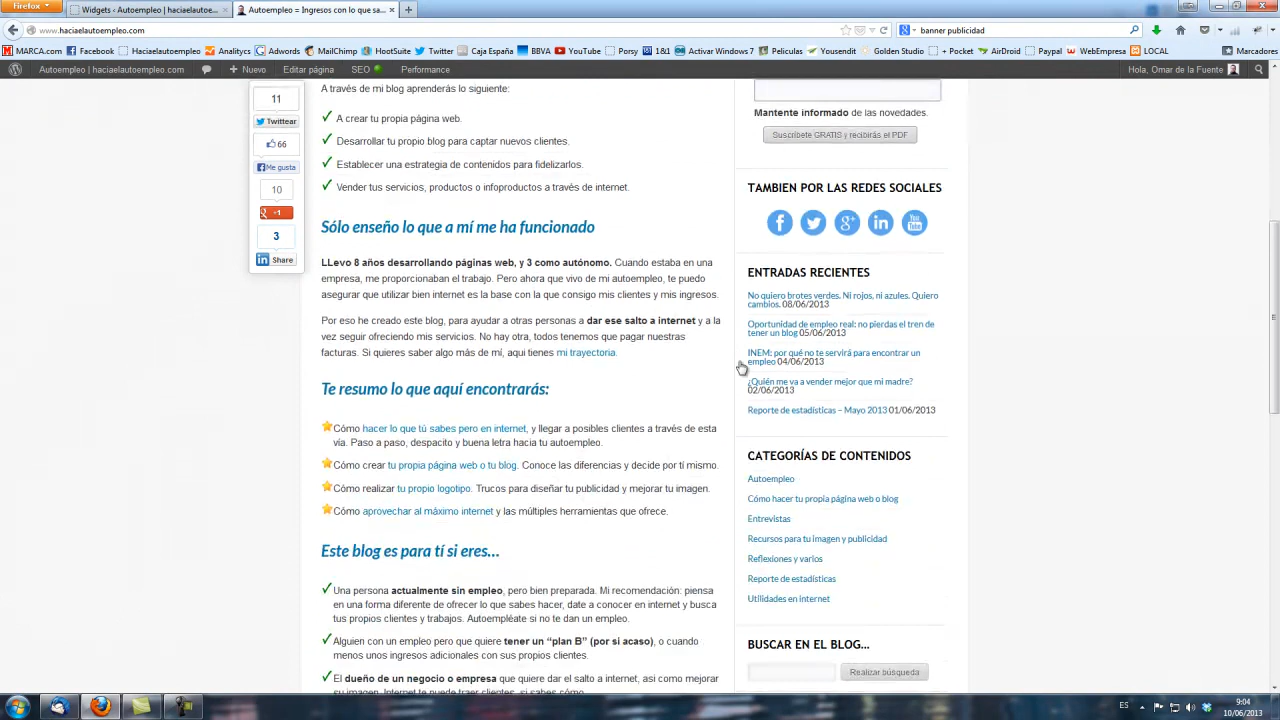 Firefox
Widgets ‹ Autoempleo | haciaelautoe...
Autoempleo = Ingresos con lo que sa...
www.haciaelautoempleo.com
banner publicidad
MARCA.com
Facebook
Haciaelautoempleo
Analitycs
Adwords
MailChimp
HootSuite
Twitter
Caja España
BBVA
YouTube
Porsy
1&1
Activar Windows 7
Peliculas
Yousendit
Golden Studio
+ Pocket
AirDroid
Paypal
WebEmpresa
LOCAL
Marcadores
Autoempleo | haciaelautoempleo.com
Nuevo
Editar página
SEO
Performance
Hola, Omar de la Fuente
11
Twittear
66
Me gusta
10
+1
3
Share
A través de mi blog aprenderás lo siguiente:
A crear tu propia página web.
Desarrollar tu propio blog para captar nuevos clientes.
Establecer una estrategia de contenidos para fidelizarlos.
Vender tus servicios, productos o infoproductos a través de internet.
Sólo enseño lo que a mí me ha funcionado
LLevo 8 años desarrollando páginas web, y 3 como autónomo. Cuando estaba en una
empresa, me proporcionaban el trabajo. Pero ahora que vivo de mi autoempleo, te puedo
asegurar que utilizar bien internet es la base con la que consigo mis clientes y mis ingresos.
Por eso he creado este blog, para ayudar a otras personas a dar ese salto a internet y a la
vez seguir ofreciendo mis servicios. No hay otra, todos tenemos que pagar nuestras
facturas. Si quieres saber algo más de mí, aqui tienes mi trayectoria.
Te resumo lo que aquí encontrarás:
Cómo hacer lo que tú sabes pero en internet, y llegar a posibles clientes a través de esta
vía. Paso a paso, despacito y buena letra hacia tu autoempleo.
Cómo crear tu propia página web o tu blog. Conoce las diferencias y decide por tí mismo.
Cómo realizar tu propio logotipo. Trucos para diseñar tu publicidad y mejorar tu imagen.
Cómo aprovechar al máximo internet y las múltiples herramientas que ofrece.
Este blog es para tí si eres...
Una persona actualmente sin empleo, pero bien preparada. Mi recomendación: piensa
en una forma diferente de ofrecer lo que sabes hacer, date a conocer en internet y busca
tus propios clientes y trabajos. Autoempléate si no te dan un empleo.
Alguien con un empleo pero que quiere tener un “plan B” (por si acaso), o cuando
menos unos ingresos adicionales con sus propios clientes.
El dueño de un negocio o empresa que quiere dar el salto a internet, asi como mejorar
su imagen. Internet te puede traer clientes, si sabes cómo.
Mantente informado de las novedades.
Suscríbete GRATIS y recibirás el PDF
TAMBIEN POR LAS REDES SOCIALES
You Tube
ENTRADAS RECIENTES
No quiero brotes verdes. Ni rojos, ni azules. Quiero
cambios. 08/06/2013
Oportunidad de empleo real: no pierdas el tren de
tener un blog 05/06/2013
INEM: por qué no te servirá para encontrar un
empleo 04/06/2013
¿Quién me va a vender mejor que mi madre?
02/06/2013
Reporte de estadísticas – Mayo 2013 01/06/2013
CATEGORÍAS DE CONTENIDOS
Autoempleo
Cómo hacer tu propia página web o blog
Entrevistas
Recursos para tu imagen y publicidad
Reflexiones y varios
Reporte de estadísticas
Utilidades en internet
BUSCAR EN EL BLOG...
Realizar búsqueda
ES
9:04
10/06/2013